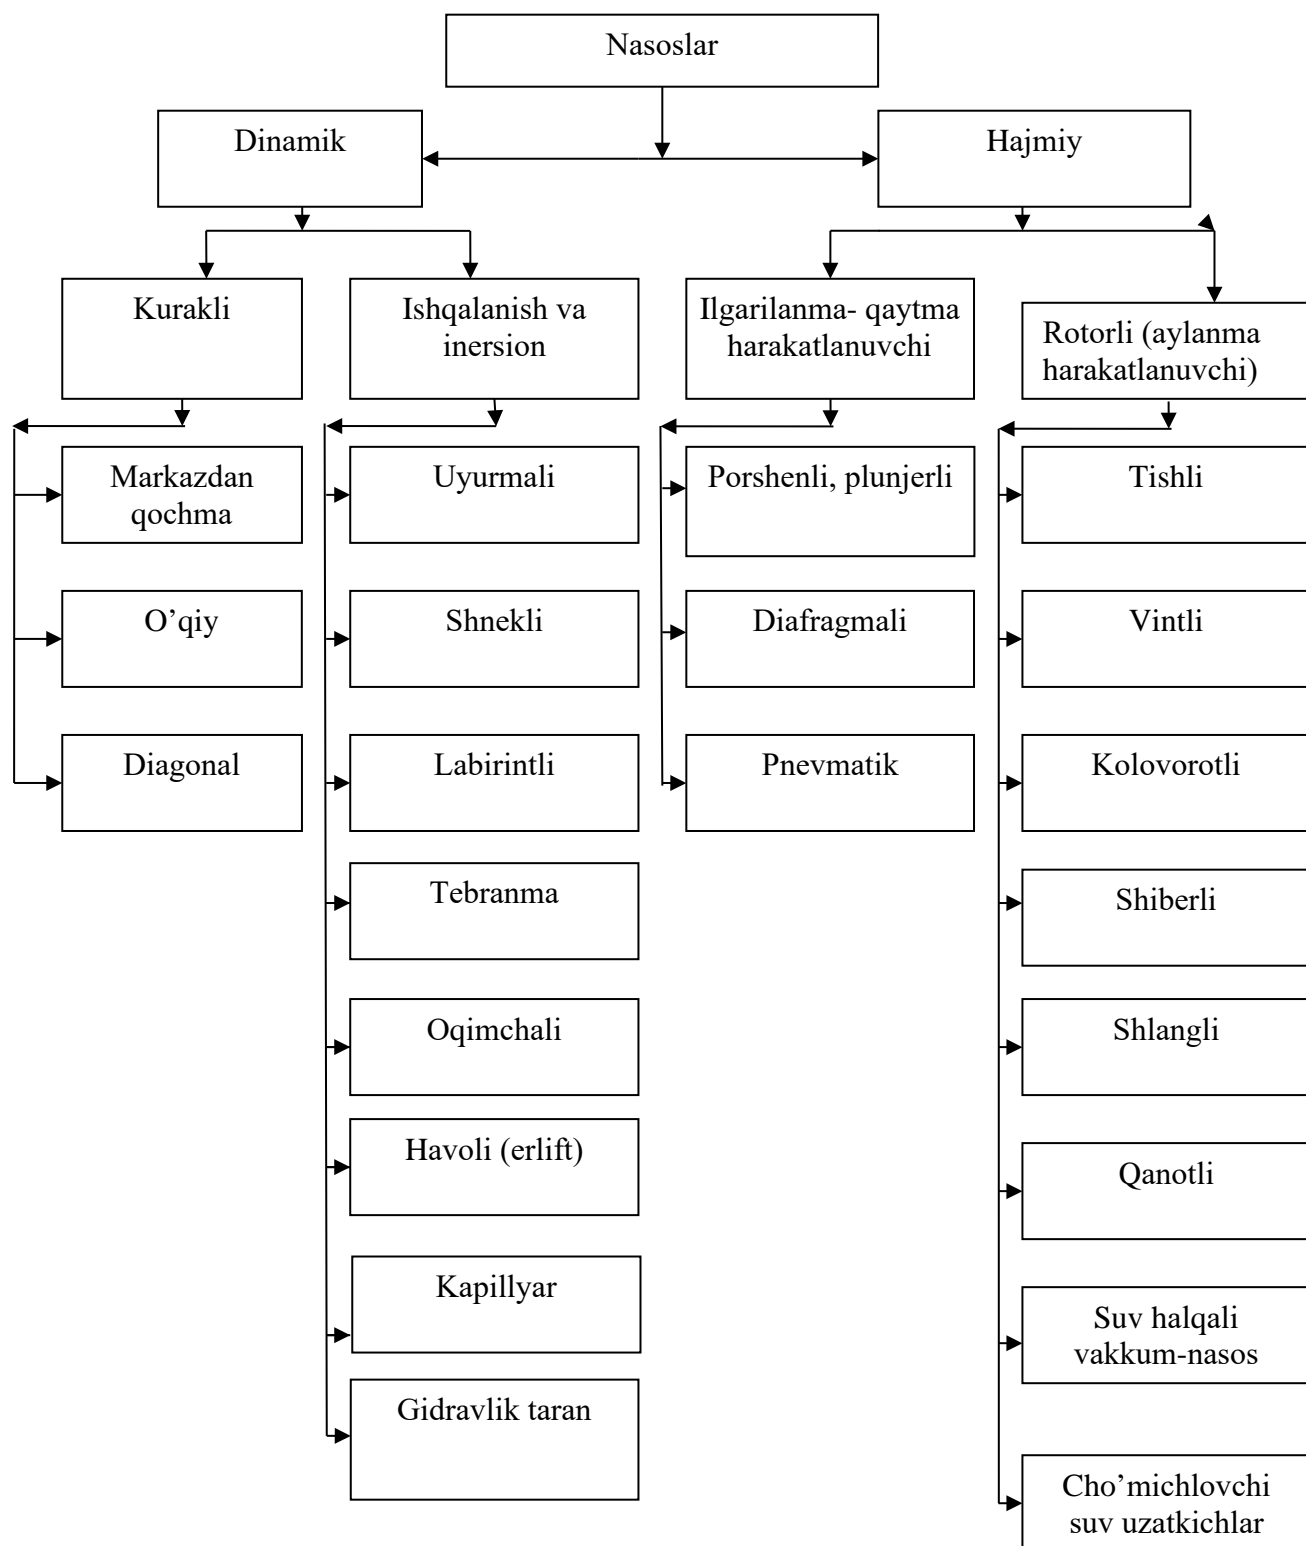 Nasoslar
Dinamik
Hajmiy
Kurakli
Ishqalanish va
inersion
Ilgarilanma- qaytma
harakatlanuvchi
Rotorli (aylanma
harakatlanuvchi)
Markazdan
qochma
Uyurmali
Porshenli, plunjerli
Tishli
O’qiy
Shnekli
Diafragmali
Vintli
Diagonal
Labirintli
Pnevmatik
Kolovorotli
Tebranma
Shiberli
Oqimchali
Shlangli
Havoli (erlift)
Qanotli
Kapillyar
Suv halqali
vakkum-nasos
Gidravlik taran
Cho’michlovchi
suv uzatkichlar